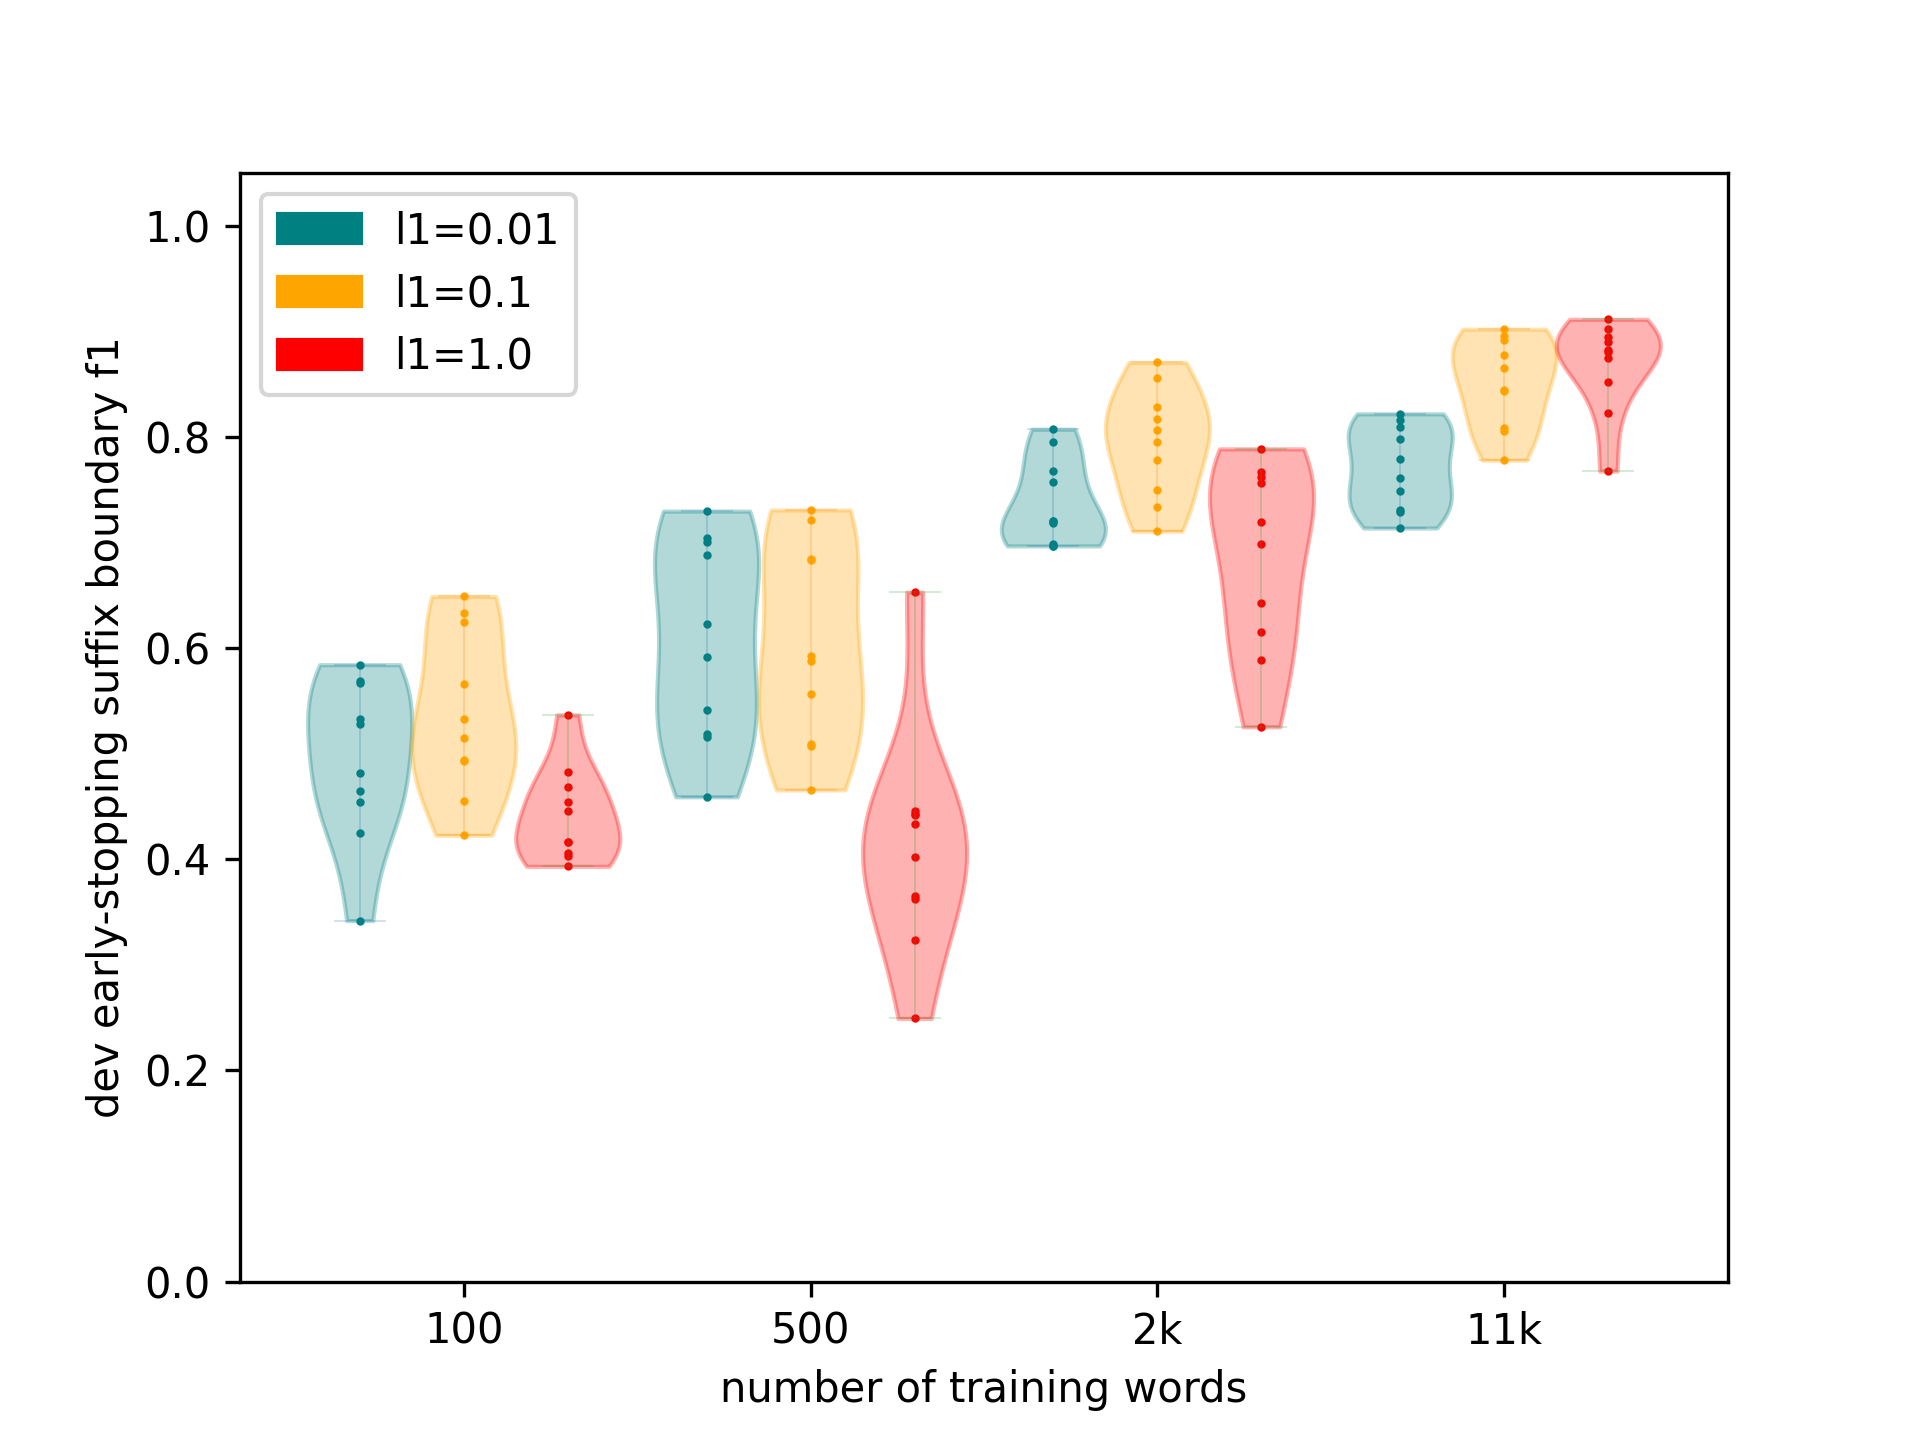 l1=0.01
l1=0.1
l1=1.0
1.0
0.8
0.6
0.4
0.2
0.0
dev early-stopping suffix boundary f1
100 500 2k 11k
number of training words